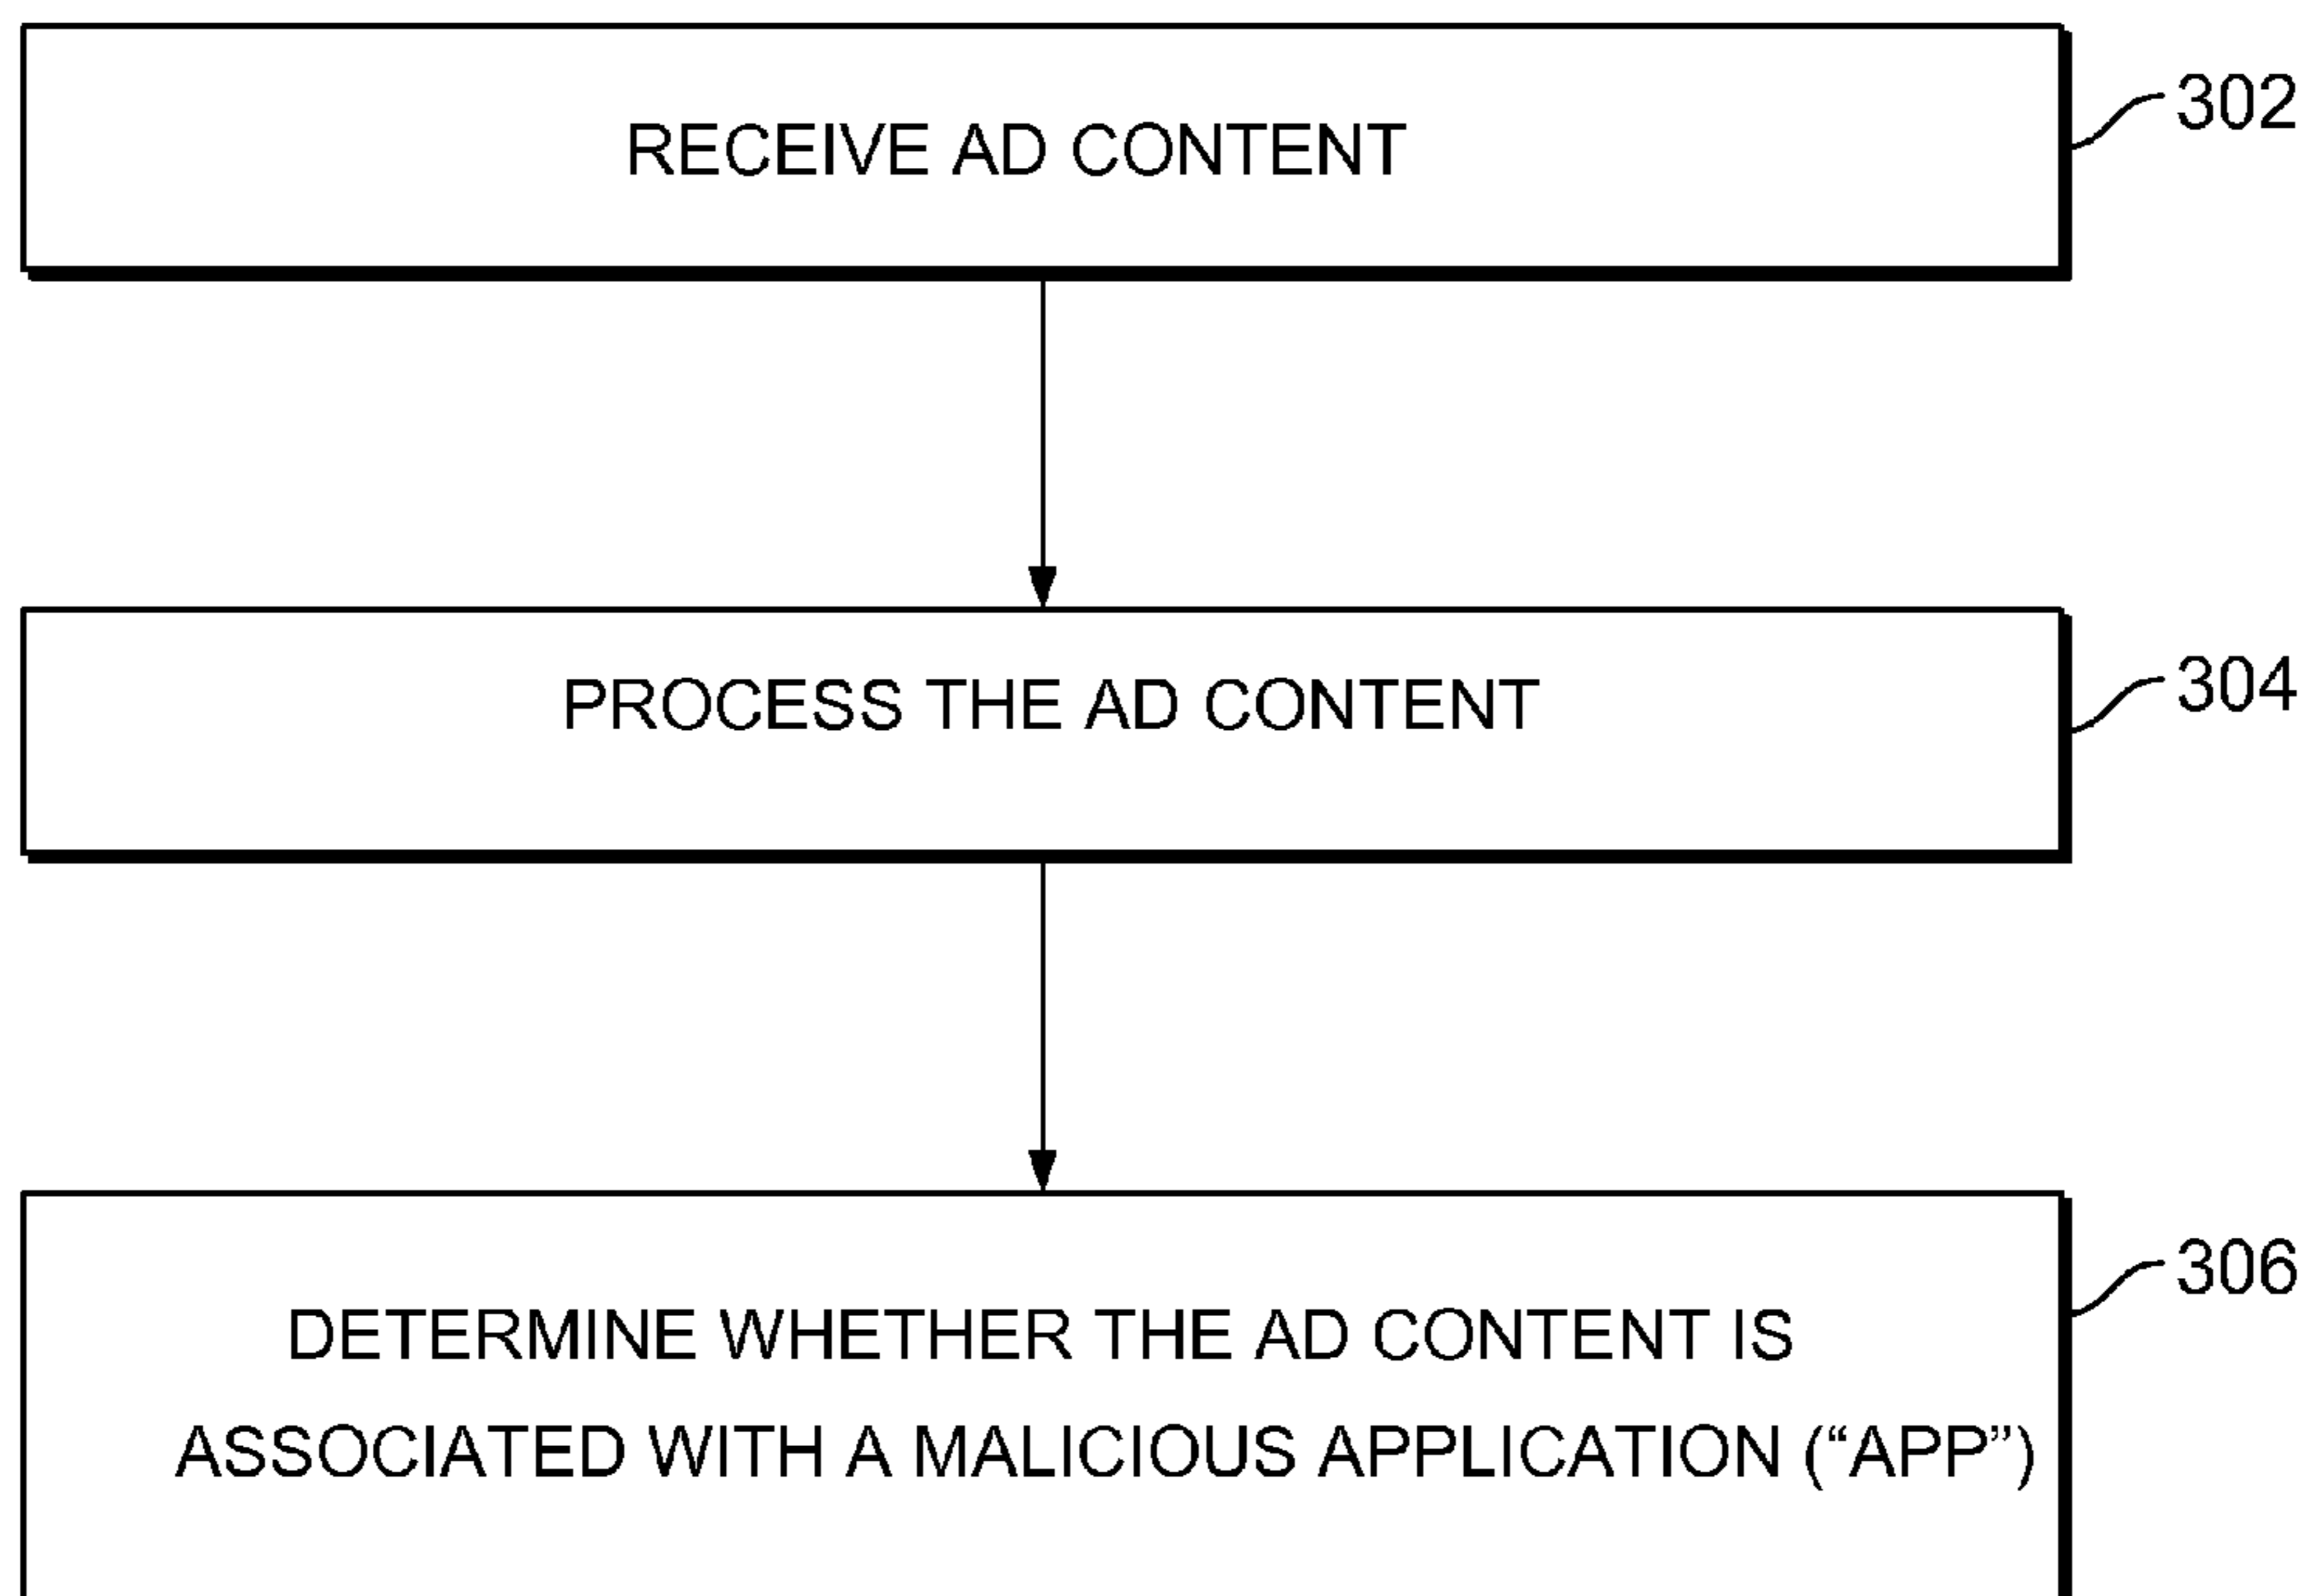 RECEIVE AD CONTENT
302
PROCESS THE AD CONTENT
304
306
DETERMINE WHETHER THE AD CONTENT IS
ASSOCIATED WITH A MALICIOUS APPLICATION (“APP”)